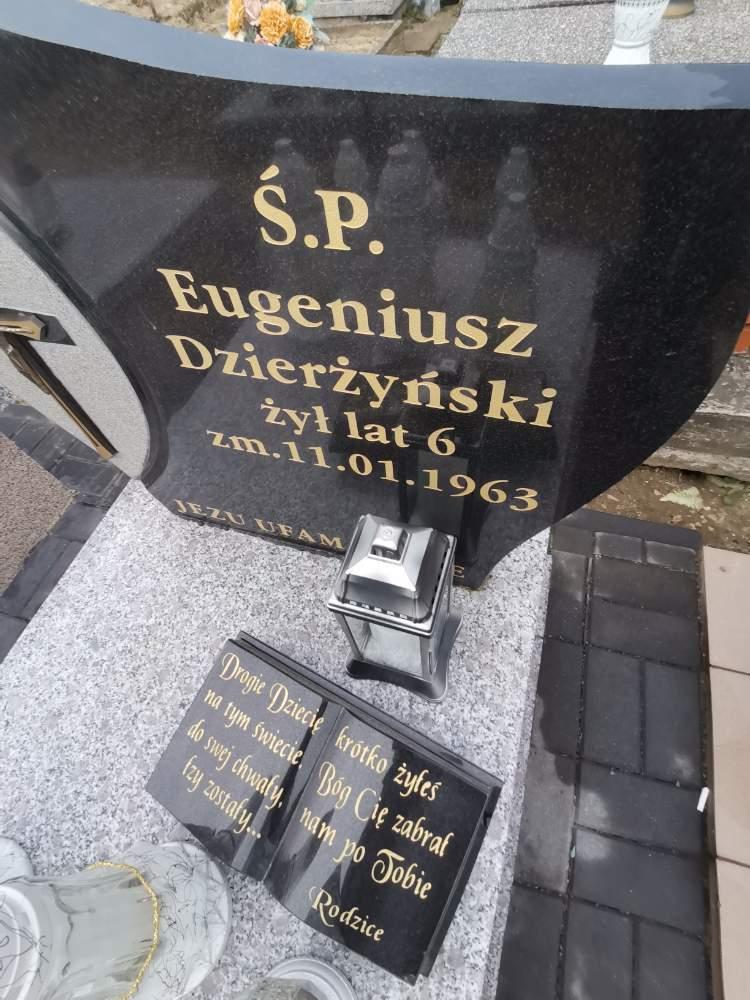 Ś.P.
Eugeniusz
Dzierżyński
żył lat 6
zm.11.01.1963
JEZU UFAM
Drogie Dziecię krótko żyłeś
na tym świecie, Bóg Cię zabrał
do swej chwały, nam po Tobie
łzy zostały...
Rodzice